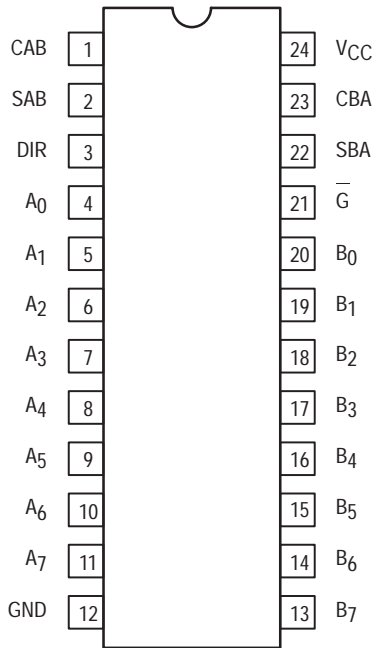 CAB 1 24 VCC
SAB 2 23 CBA
DIR 3 22 SBA
A0 4 21 G̅
A1 5 20 B0
A2 6 19 B1
A3 7 18 B2
A4 8 17 B3
A5 9 16 B4
A6 10 15 B5
A7 11 14 B6
GND 12 13 B7